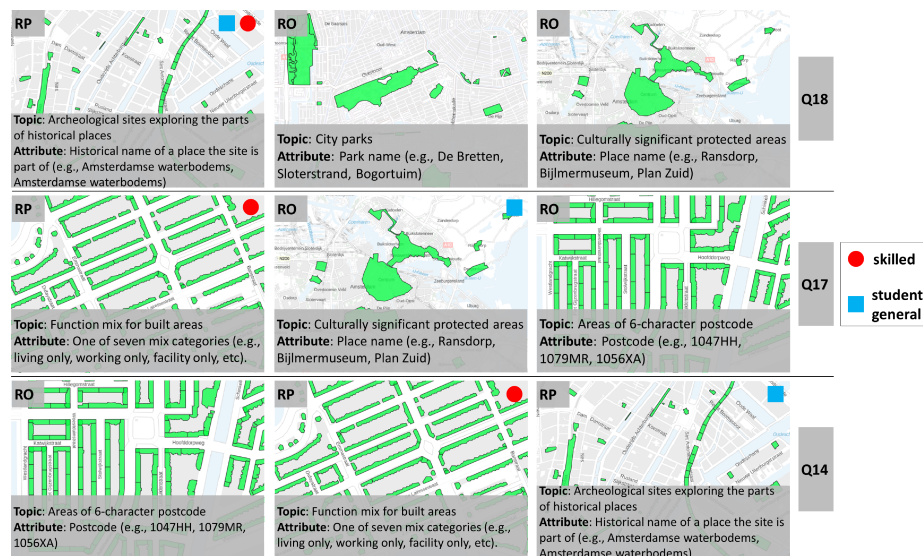 RP
Topic: Archeological sites exploring the parts
of historical places
Attribute: Historical name of a place the site is
part of (e.g., Amsterdamse waterbodems,
Amsterdamse waterbodems)
RO
Topic: City parks
Attribute: Park name (e.g., De Bretten,
Sloterstrand, Bogortuim)
RO
Topic: Culturally significant protected areas
Attribute: Place name (e.g., Ransdorp,
Bijlmermuseum, Plan Zuid)
Q18
RP
Topic: Function mix for built areas
Attribute: One of seven mix categories (e.g.,
living only, working only, facility only, etc).
RO
Topic: Culturally significant protected areas
Attribute: Place name (e.g., Ransdorp,
Bijlmermuseum, Plan Zuid)
RO
Topic: Areas of 6-character postcode
Attribute: Postcode (e.g., 1047HH,
1079MR, 1056XA)
Q17
skilled
student
general
RO
Katwijkstraat
Hoofddorpweg
Topic: Areas of 6-character postcode
Attribute: Postcode (e.g., 1047HH, 1079MR,
1056XA)
RP
Topic: Function mix for built areas
Attribute: One of seven mix categories (e.g.,
living only, working only, facility only, etc).
RP
Topic: Archeological sites exploring the parts
of historical places
Attribute: Historical name of a place the site is
part of (e.g., Amsterdamse waterbodems,
Amsterdamse waterbodems)
Q14